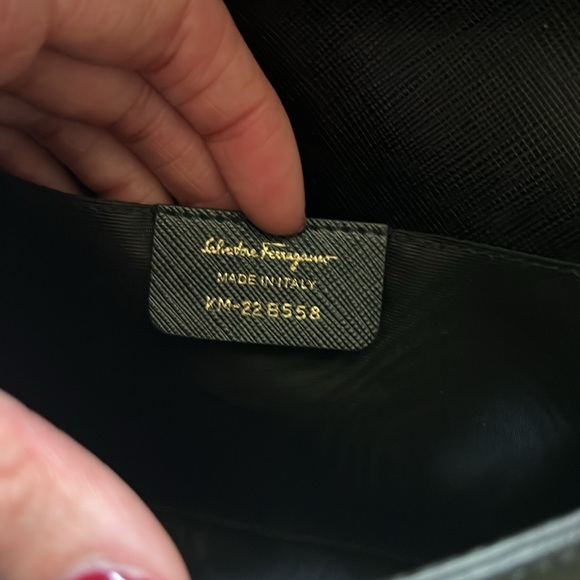 Salvatore Ferragamo
MADE IN ITALY
KM-22 B558